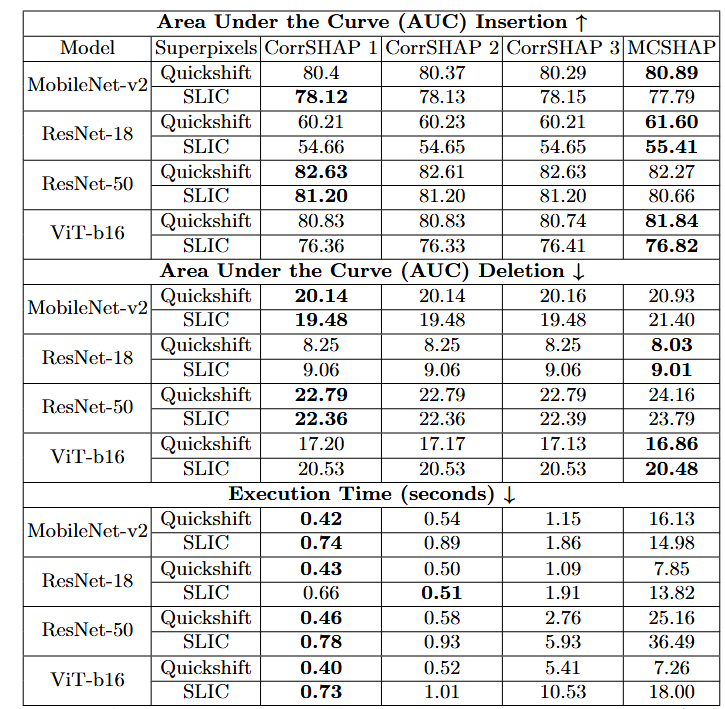 Area Under the Curve (AUC) Insertion ↑
Model Superpixels CorrSHAP 1 CorrSHAP 2 CorrSHAP 3 MCSHAP
MobileNet-v2 Quickshift 80.4 80.37 80.29 80.89
SLIC 78.12 78.13 78.15 77.79
ResNet-18 Quickshift 60.21 60.23 60.21 61.60
SLIC 54.66 54.65 54.65 55.41
ResNet-50 Quickshift 82.63 82.61 82.63 82.27
SLIC 81.20 81.20 81.20 80.66
ViT-b16 Quickshift 80.83 80.83 80.74 81.84
SLIC 76.36 76.33 76.41 76.82
Area Under the Curve (AUC) Deletion ↓
MobileNet-v2 Quickshift 20.14 20.14 20.16 20.93
SLIC 19.48 19.48 19.48 21.40
ResNet-18 Quickshift 8.25 8.25 8.25 8.03
SLIC 9.06 9.06 9.06 9.01
ResNet-50 Quickshift 22.79 22.79 22.79 24.16
SLIC 22.36 22.36 22.39 23.79
ViT-b16 Quickshift 17.20 17.17 17.13 16.86
SLIC 20.53 20.53 20.53 20.48
Execution Time (seconds) ↓
MobileNet-v2 Quickshift 0.42 0.54 1.15 16.13
SLIC 0.74 0.89 1.86 14.98
ResNet-18 Quickshift 0.43 0.50 1.09 7.85
SLIC 0.66 0.51 1.91 13.82
ResNet-50 Quickshift 0.46 0.58 2.76 25.16
SLIC 0.78 0.93 5.93 36.49
ViT-b16 Quickshift 0.40 0.52 5.41 7.26
SLIC 0.73 1.01 10.53 18.00